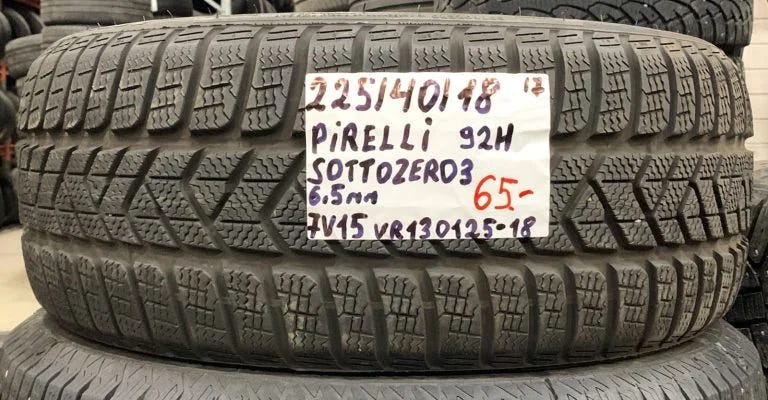 225/40/18 17
PiRELLi 92H
SOTTOZERO3
6.5mm 65.-
7V15 VR130125-18